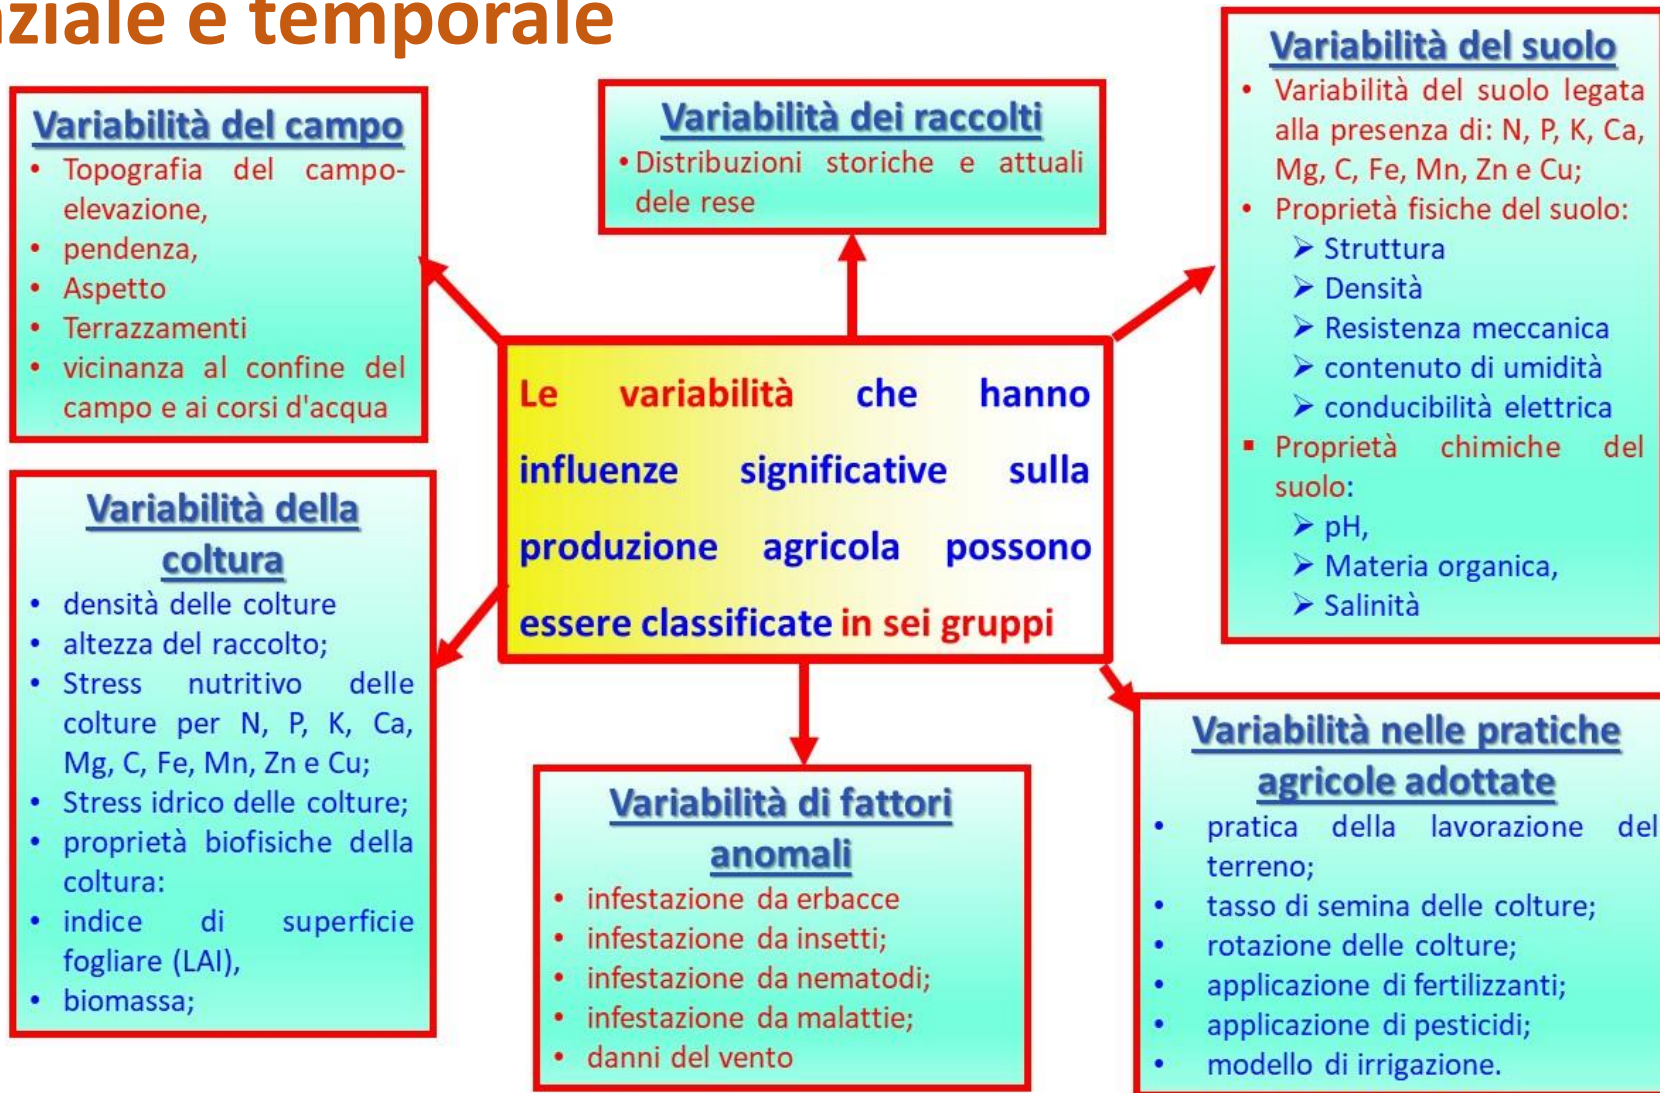 nziale e temporale
Variabilità del campo
• Topografia del campo-
elevazione,
• pendenza,
• Aspetto
• Terrazzamenti
• vicinanza al confine del
campo e ai corsi d'acqua
Variabilità dei raccolti
• Distribuzioni storiche e attuali
dele rese
Variabilità del suolo
• Variabilità del suolo legata
alla presenza di: N, P, K, Ca,
Mg, C, Fe, Mn, Zn e Cu;
• Proprietà fisiche del suolo:
➤ Struttura
➤ Densità
➤ Resistenza meccanica
➤ contenuto di umidità
➤ conducibilità elettrica
▪ Proprietà chimiche del
suolo:
➤ pH,
➤ Materia organica,
➤ Salinità
Le variabilità che hanno
influenze significative sulla
produzione agricola possono
essere classificate in sei gruppi
Variabilità della
coltura
• densità delle colture
• altezza del raccolto;
• Stress nutritivo delle
colture per N, P, K, Ca,
Mg, C, Fe, Mn, Zn e Cu;
• Stress idrico delle colture;
• proprietà biofisiche della
coltura:
• indice di superficie
fogliare (LAI),
• biomassa;
Variabilità di fattori
anomali
• infestazione da erbacce
• infestazione da insetti;
• infestazione da nematodi;
• infestazione da malattie;
• danni del vento
Variabilità nelle pratiche
agricole adottate
• pratica della lavorazione del
terreno;
• tasso di semina delle colture;
• rotazione delle colture;
• applicazione di fertilizzanti;
• applicazione di pesticidi;
• modello di irrigazione.